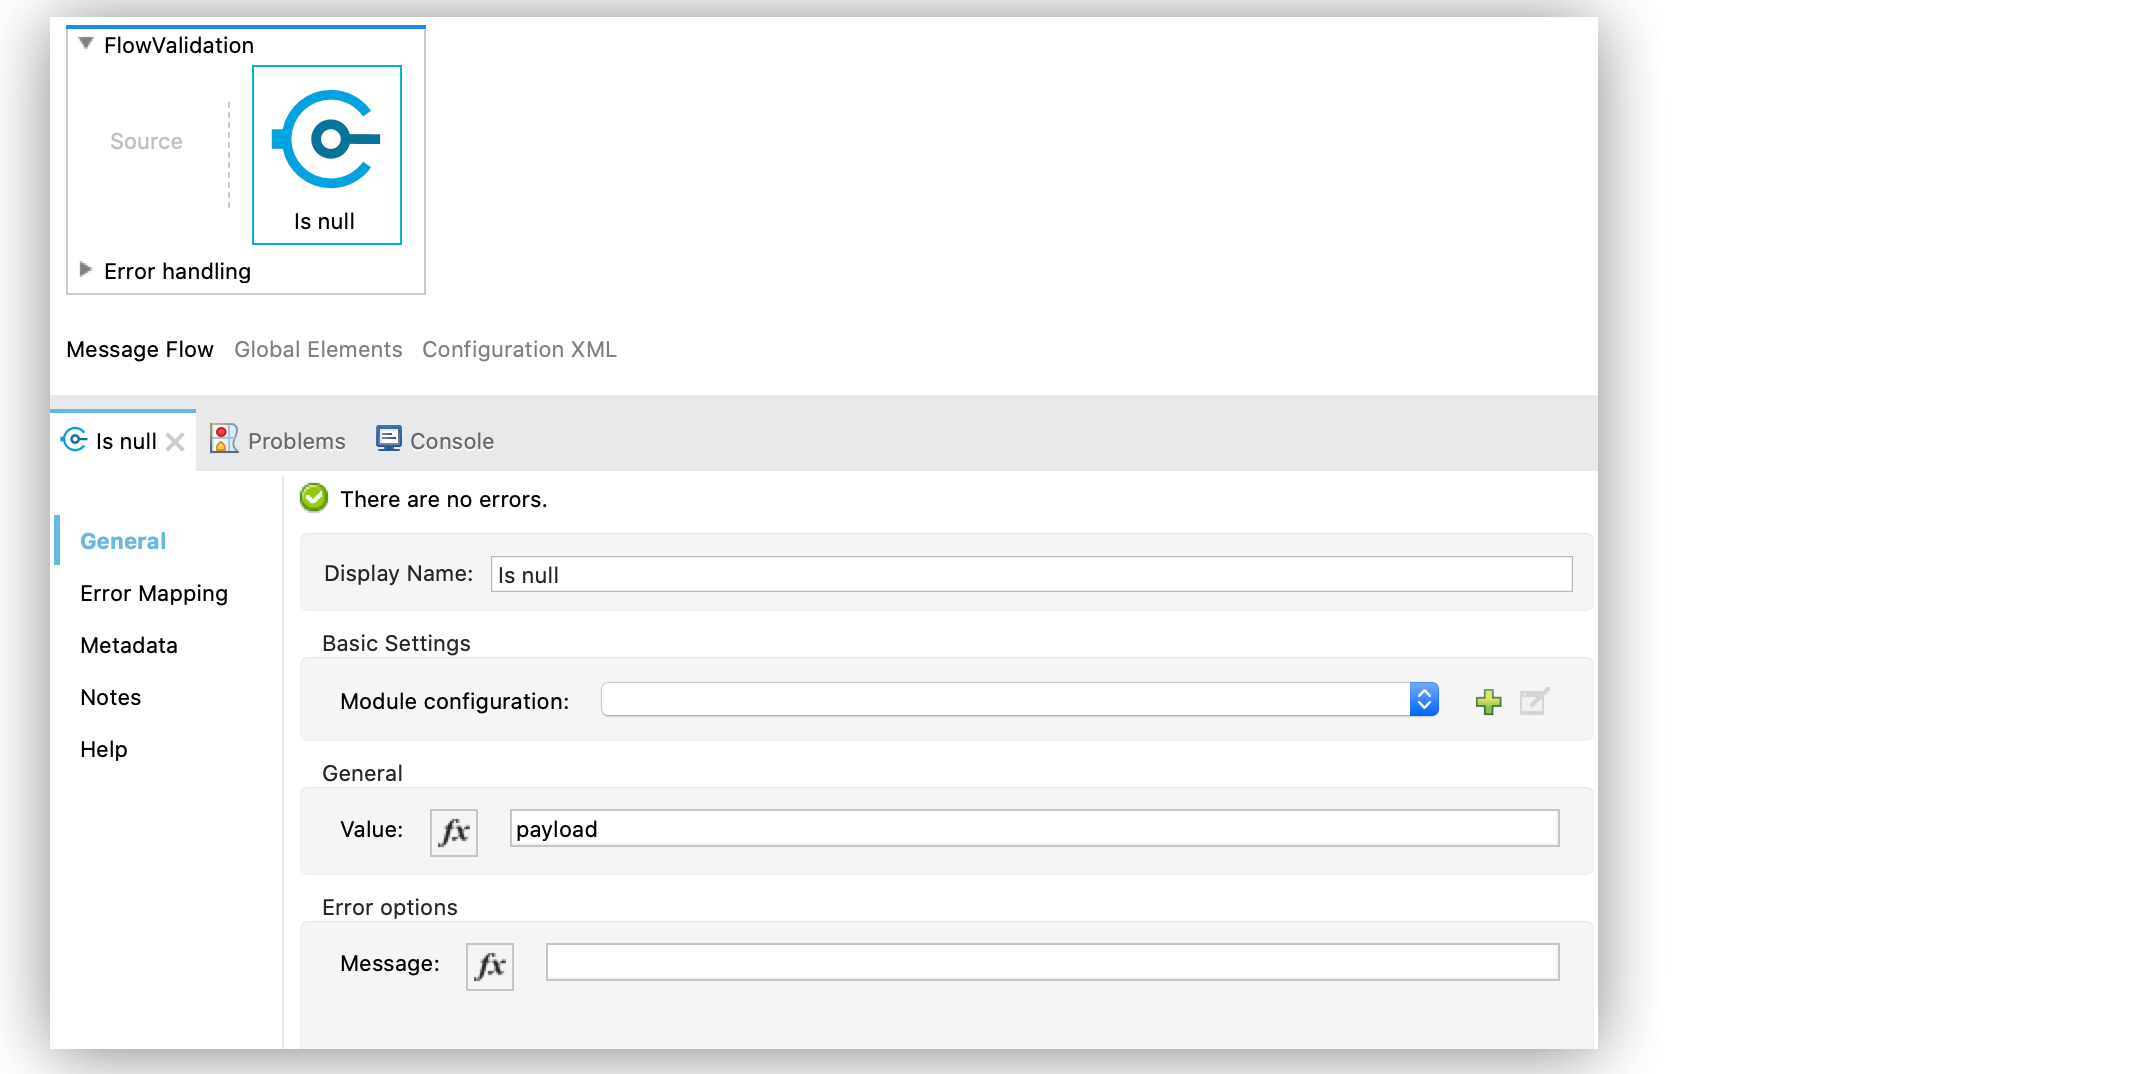 FlowValidation
Source
Is null
Error handling
Message Flow Global Elements Configuration XML
Is null Problems Console
There are no errors.
General
Display Name: Is null
Error Mapping
Basic Settings
Metadata
Module configuration:
Notes
Help
General
Value: fx payload
Error options
Message: fx